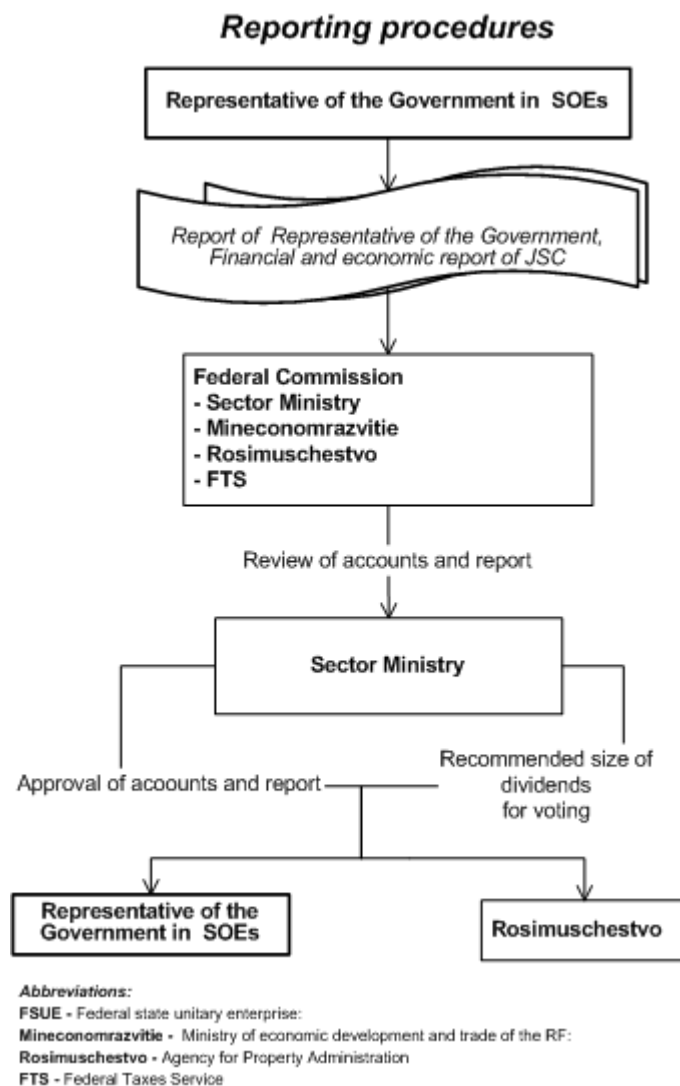 Reporting procedures
Representative of the Government in SOEs
Report of Representative of the Government,
Financial and economic report of JSC
Federal Commission
- Sector Ministry
- Mineconomrazvitie
- Rosimuschestvo
- FTS
Review of accounts and report
Sector Ministry
Approval of acoounts and report
Recommended size of
dividends
for voting
Representative of the
Government in SOEs
Rosimuschestvo
Abbreviations:
FSUE - Federal state unitary enterprise:
Mineconomrazvitie - Ministry of economic development and trade of the RF:
Rosimuschestvo - Agency for Property Administration
FTS - Federal Taxes Service